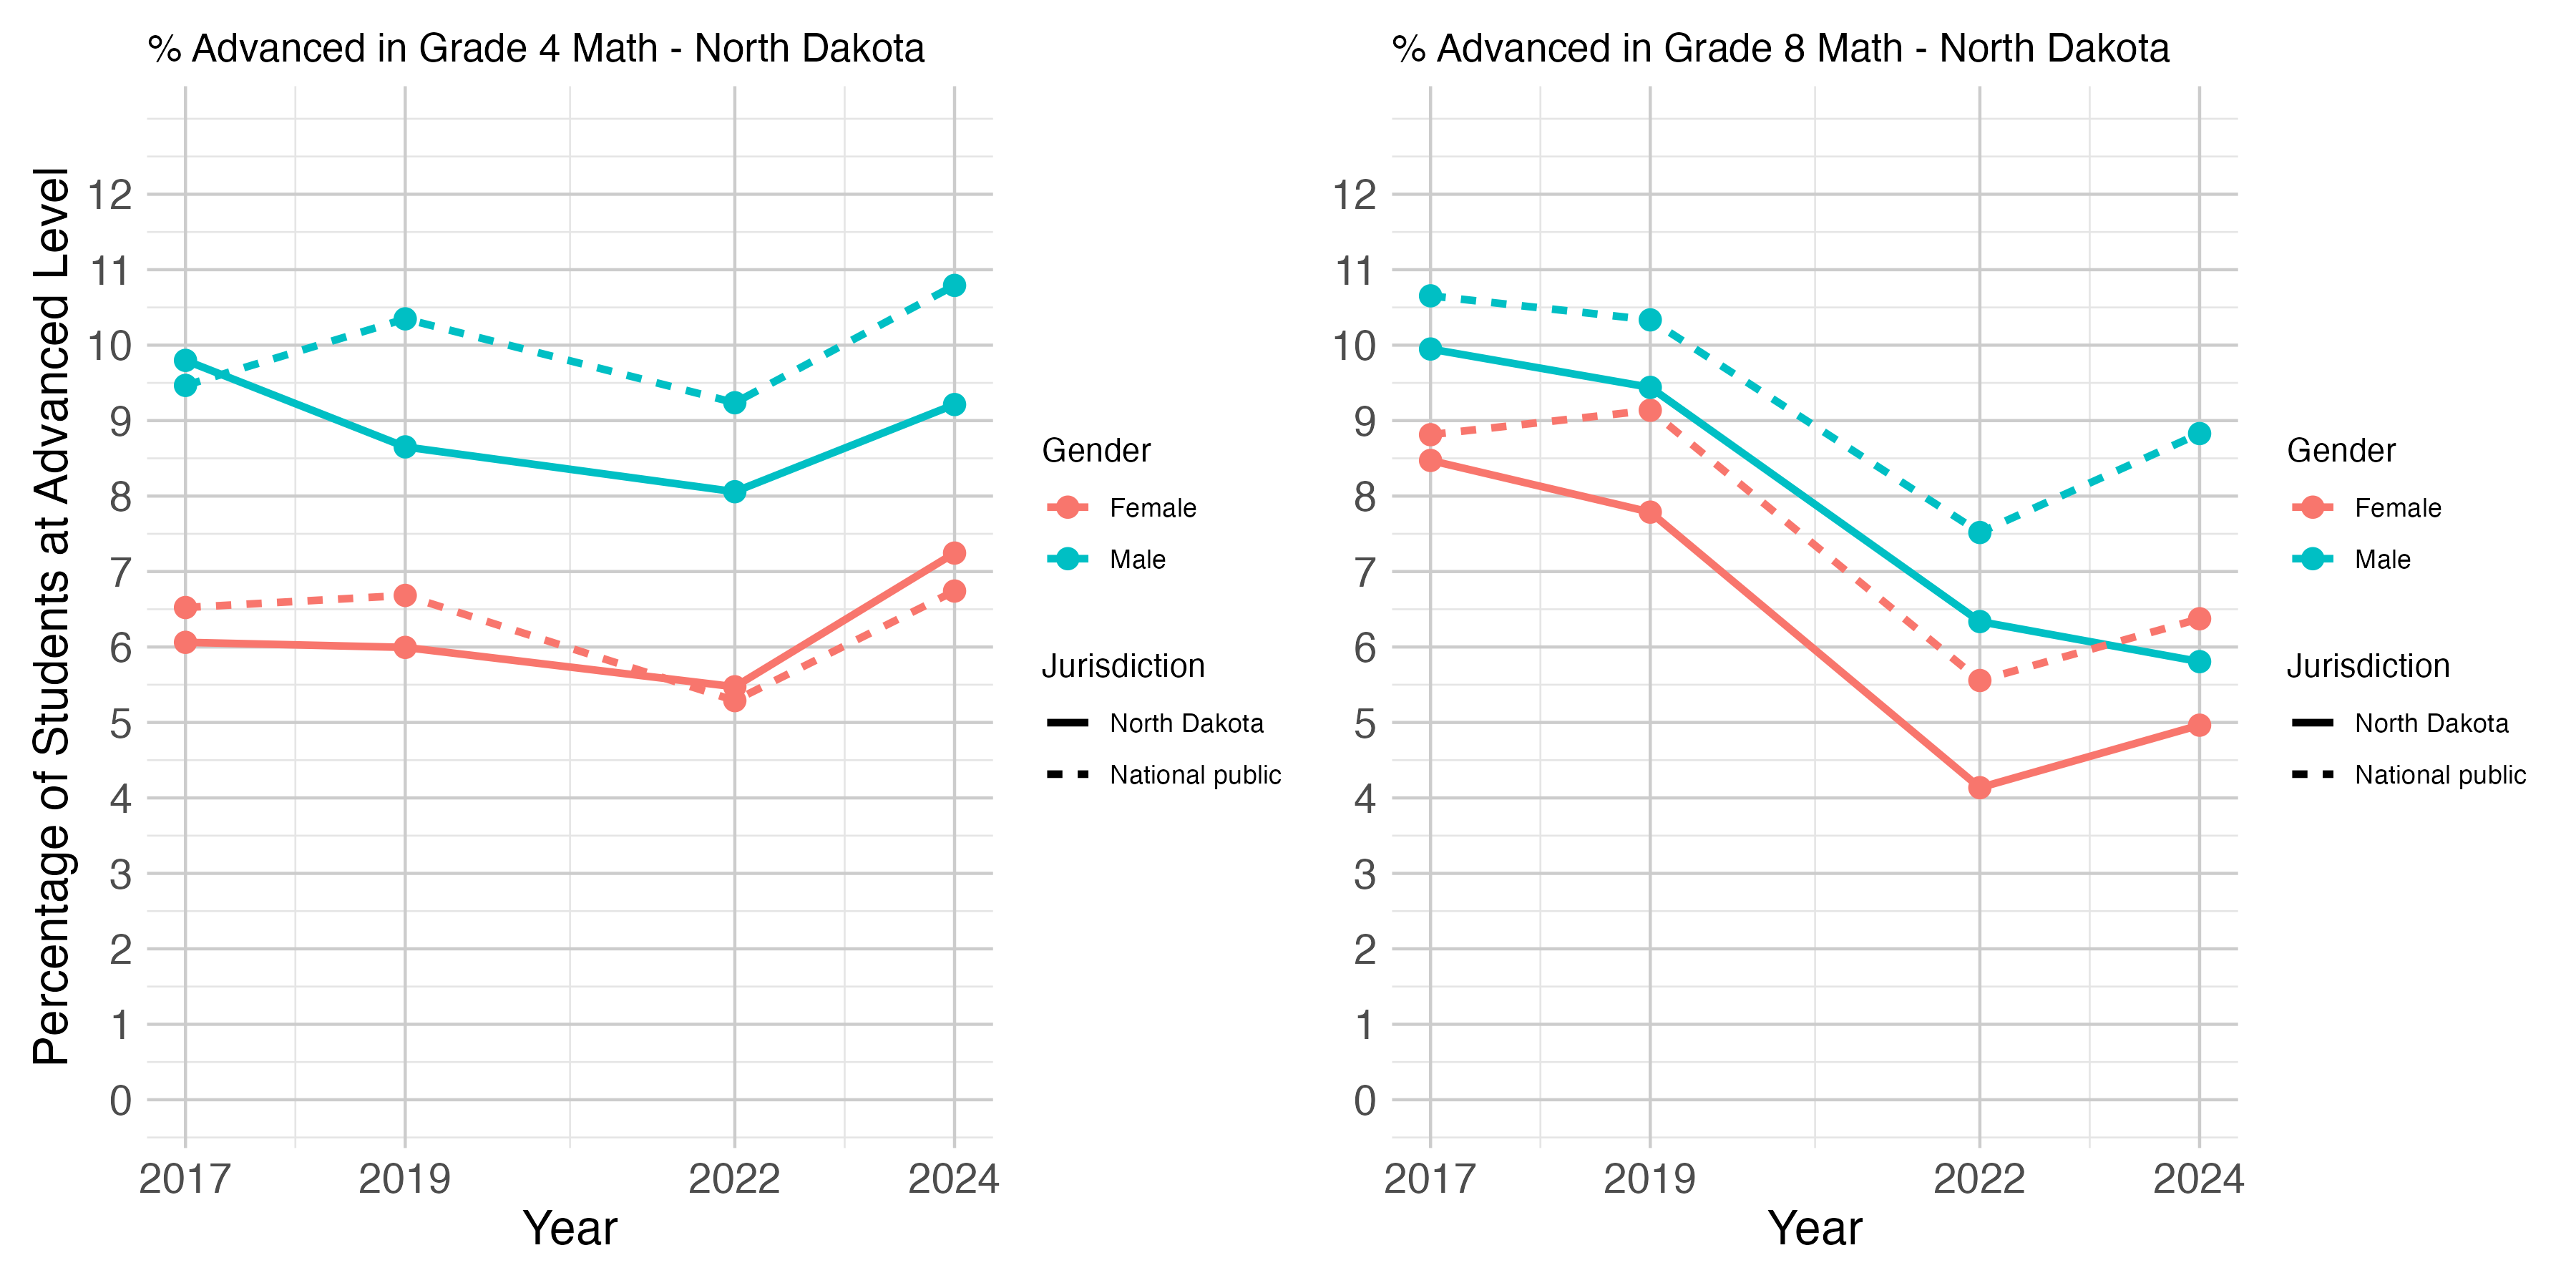 % Advanced in Grade 4 Math - North Dakota
Percentage of Students at Advanced Level
12
11
10
9
8
7
6
5
4
3
2
1
0
2017 2019 2022 2024
Year
Gender
Female
Male
Jurisdiction
North Dakota
National public
% Advanced in Grade 8 Math - North Dakota
12
11
10
9
8
7
6
5
4
3
2
1
0
2017 2019 2022 2024
Year
Gender
Female
Male
Jurisdiction
North Dakota
National public